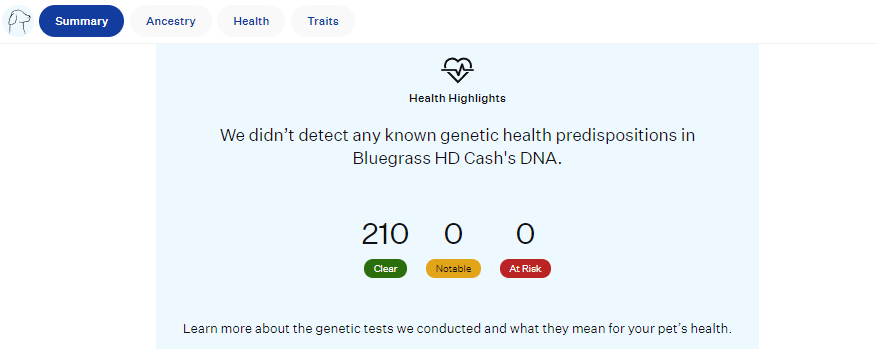 Summary
Ancestry
Health
Traits
Health Highlights
We didn’t detect any known genetic health predispositions in
Bluegrass HD Cash's DNA.
210 0 0
Clear Notable At Risk
Learn more about the genetic tests we conducted and what they mean for your pet’s health.